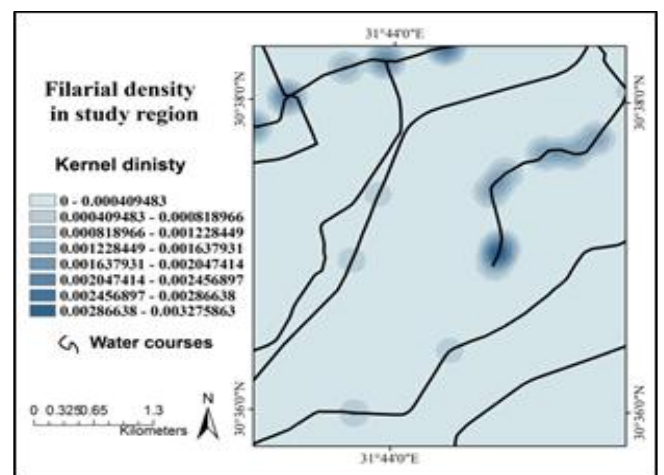 31°44'0"E
Filarial density
in study region
Kernel dinisty
0 - 0.000409483
0.000409483 - 0.000818966
0.000818966 - 0.001228449
0.001228449 - 0.001637931
0.001637931 - 0.002047414
0.002047414 - 0.002456897
0.002456897 - 0.00286638
0.00286638 - 0.003275863
Water courses
N
0 0.3250.65 1.3
Kilometers
30°38'0"N
30°36'0"N
30°38'0"N
30°36'0"N
31°44'0"E